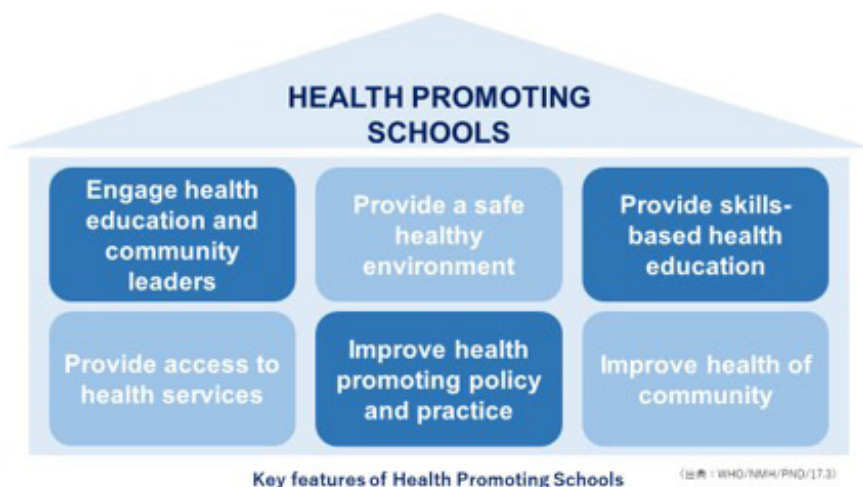 HEALTH PROMOTING
SCHOOLS
Engage health
education and
community
leaders
Provide a safe
healthy
environment
Provide skills-
based health
education
Provide access to
health services
Improve health
promoting policy
and practice
Improve health of
community
Key features of Health Promoting Schools
(出典：WHO/NMH/PND/17.3)